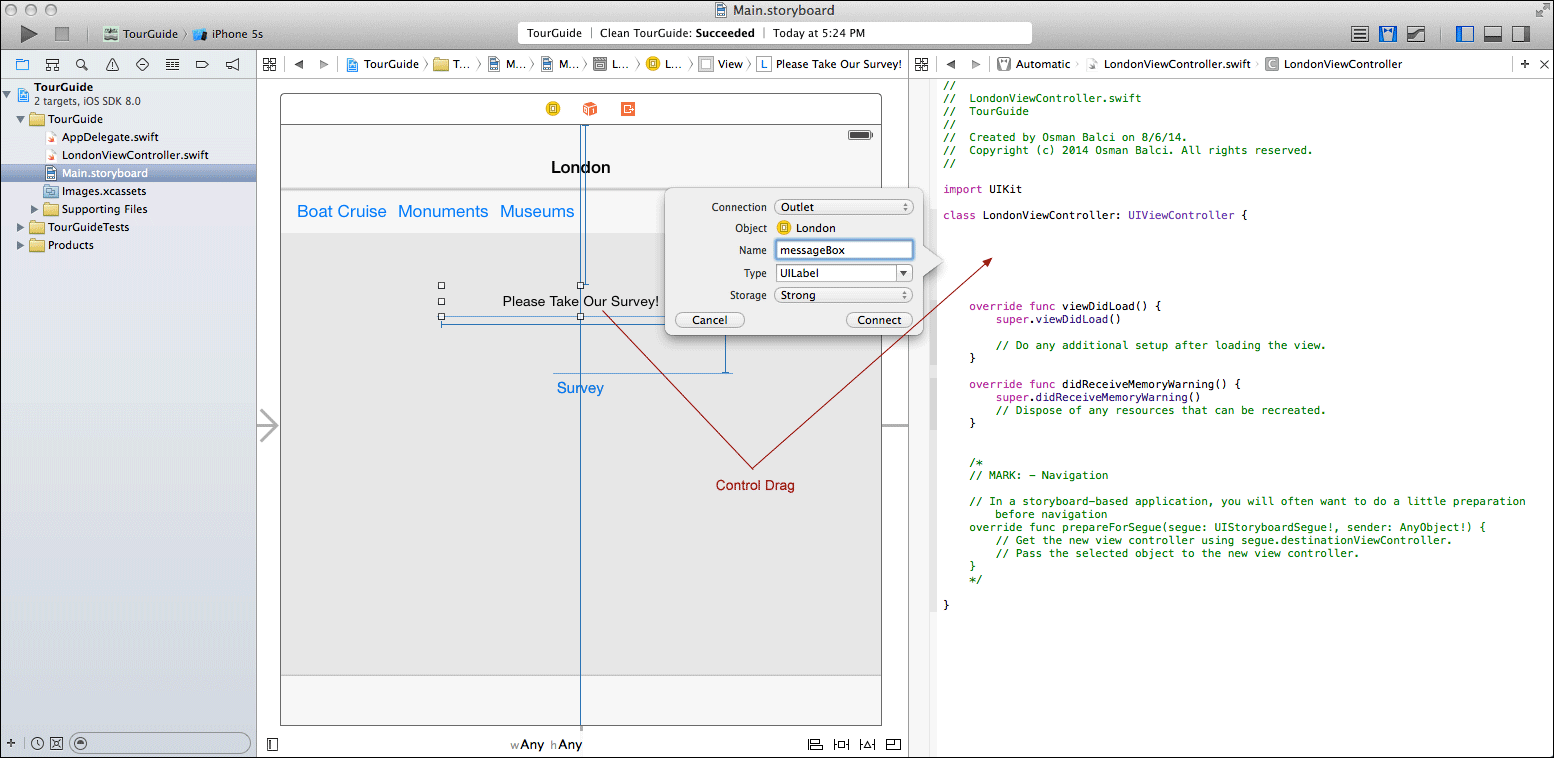 Main.storyboard
TourGuide iPhone 5s
TourGuide | Clean TourGuide: Succeeded | Today at 5:24 PM
TourGuide
2 targets, iOS SDK 8.0
TourGuide
AppDelegate.swift
LondonViewController.swift
Main.storyboard
Images.xcassets
Supporting Files
TourGuideTests
Products
TourGuide T... M... M... L... L... View L Please Take Our Survey!
London
Boat Cruise Monuments Museums
Please Take Our Survey!
Survey
Control Drag
wAny hAny
Connection Outlet
Object London
Name messageBox
Type UILabel
Storage Strong
Cancel Connect
Automatic LondonViewController.swift C LondonViewController
//
//  LondonViewController.swift
//  TourGuide
//
//  Created by Osman Balci on 8/6/14.
//  Copyright (c) 2014 Osman Balci. All rights reserved.
//
import UIKit
class LondonViewController: UIViewController {
override func viewDidLoad() {
super.viewDidLoad()
// Do any additional setup after loading the view.
}
override func didReceiveMemoryWarning() {
super.didReceiveMemoryWarning()
// Dispose of any resources that can be recreated.
}
/*
// MARK: - Navigation
// In a storyboard-based application, you will often want to do a little preparation
before navigation
override func prepareForSegue(segue: UIStoryboardSegue!, sender: AnyObject!) {
// Get the new view controller using segue.destinationViewController.
// Pass the selected object to the new view controller.
}
*/
}